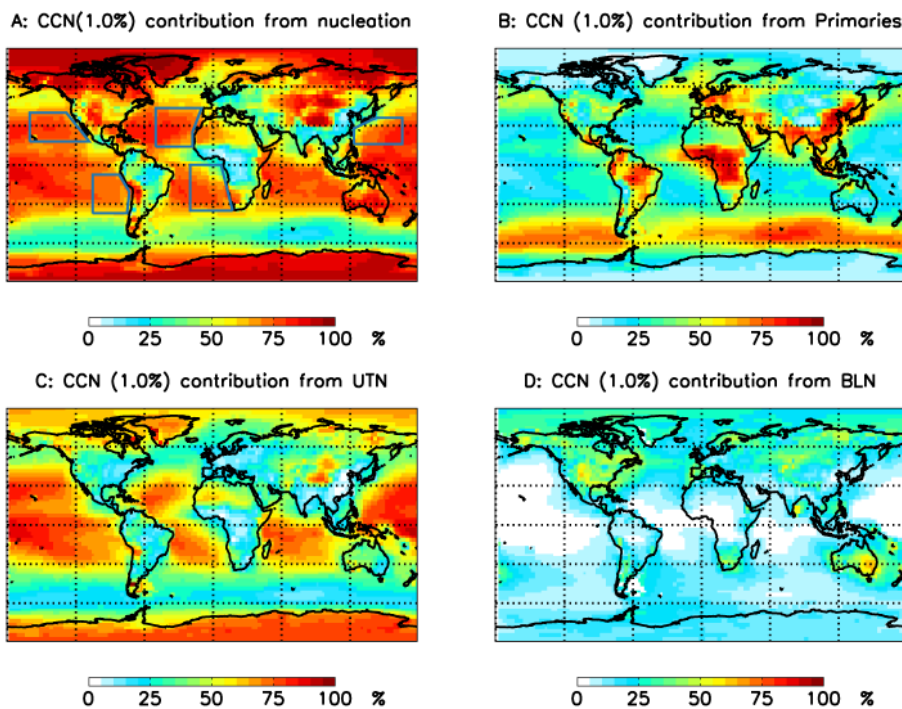 A: CCN(1.0%) contribution from nucleation
B: CCN (1.0%) contribution from Primaries
0 25 50 75 100 %
0 25 50 75 100 %
C: CCN (1.0%) contribution from UTN
D: CCN (1.0%) contribution from BLN
0 25 50 75 100 %
0 25 50 75 100 %